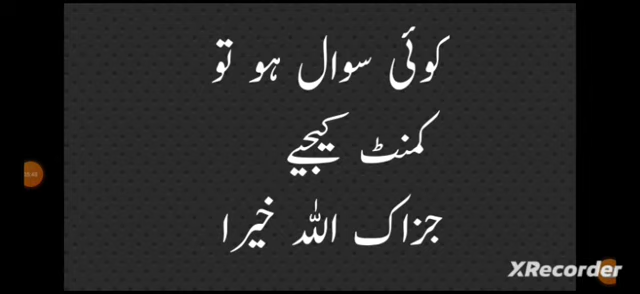 کوئی سوال ہو تو
کمنٹ کیجیے
جزاک اللہ خیرا
XRecorder